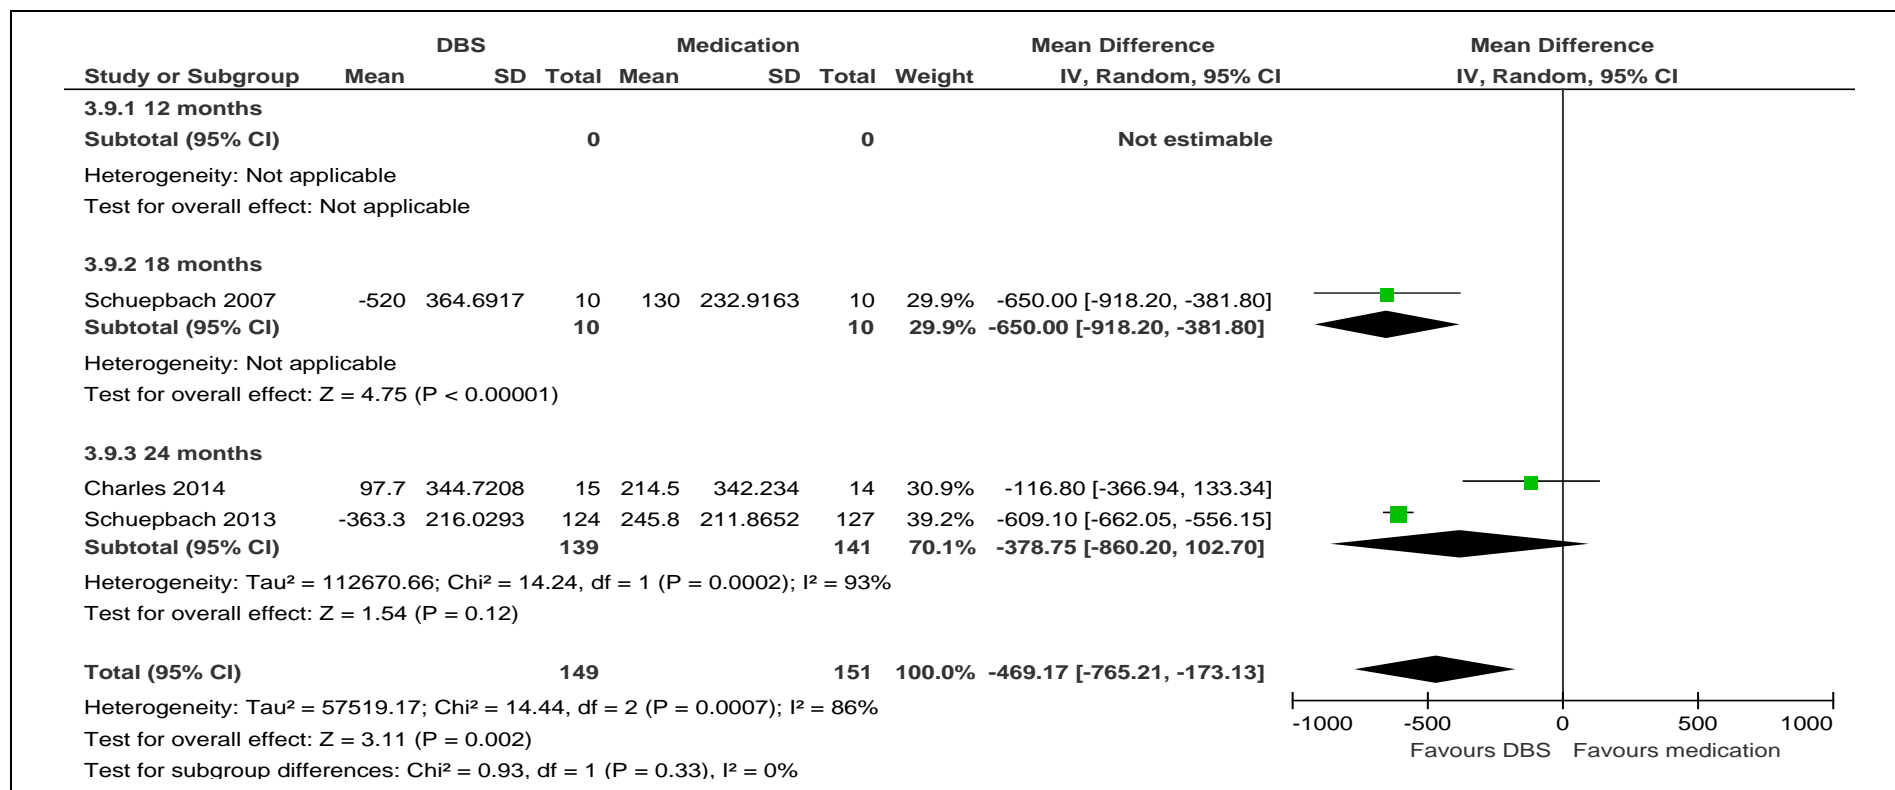 DBS Medication Mean Difference Mean Difference
Study or Subgroup Mean SD Total Mean SD Total Weight IV, Random, 95% CI IV, Random, 95% CI
3.9.1 12 months
Subtotal (95% CI) 0 0 Not estimable
Heterogeneity: Not applicable
Test for overall effect: Not applicable
3.9.2 18 months
Schuepbach 2007 -520 364.6917 10 130 232.9163 10 29.9% -650.00 [-918.20, -381.80]
Subtotal (95% CI) 10 10 29.9% -650.00 [-918.20, -381.80]
Heterogeneity: Not applicable
Test for overall effect: Z = 4.75 (P < 0.00001)
3.9.3 24 months
Charles 2014 97.7 344.7208 15 214.5 342.234 14 30.9% -116.80 [-366.94, 133.34]
Schuepbach 2013 -363.3 216.0293 124 245.8 211.8652 127 39.2% -609.10 [-662.05, -556.15]
Subtotal (95% CI) 139 141 70.1% -378.75 [-860.20, 102.70]
Heterogeneity: Tau² = 112670.66; Chi² = 14.24, df = 1 (P = 0.0002); I² = 93%
Test for overall effect: Z = 1.54 (P = 0.12)
Total (95% CI) 149 151 100.0% -469.17 [-765.21, -173.13]
Heterogeneity: Tau² = 57519.17; Chi² = 14.44, df = 2 (P = 0.0007); I² = 86%
Test for overall effect: Z = 3.11 (P = 0.002)
Test for subgroup differences: Chi² = 0.93, df = 1 (P = 0.33), I² = 0%
-1000 -500 0 500 1000
Favours DBS Favours medication